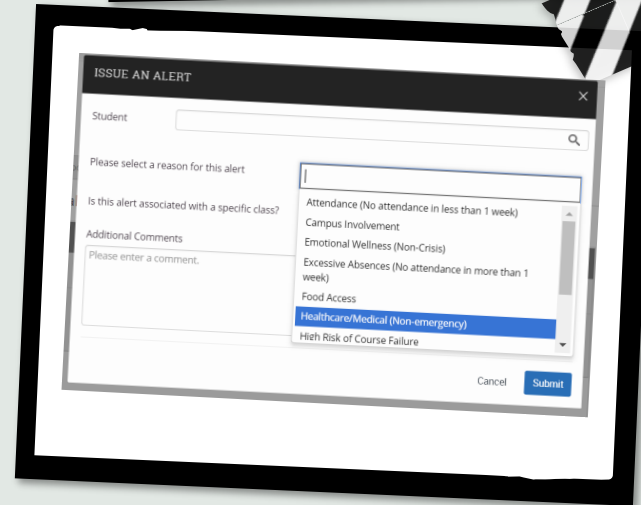 ISSUE AN ALERT
Student
Please select a reason for this alert
Is this alert associated with a specific class?
Additional Comments
Please enter a comment.
Attendance (No attendance in less than 1 week)
Campus Involvement
Emotional Wellness (Non-Crisis)
Excessive Absences (No attendance in more than 1
week)
Food Access
Healthcare/Medical (Non-emergency)
High Risk of Course Failure
Cancel
Submit